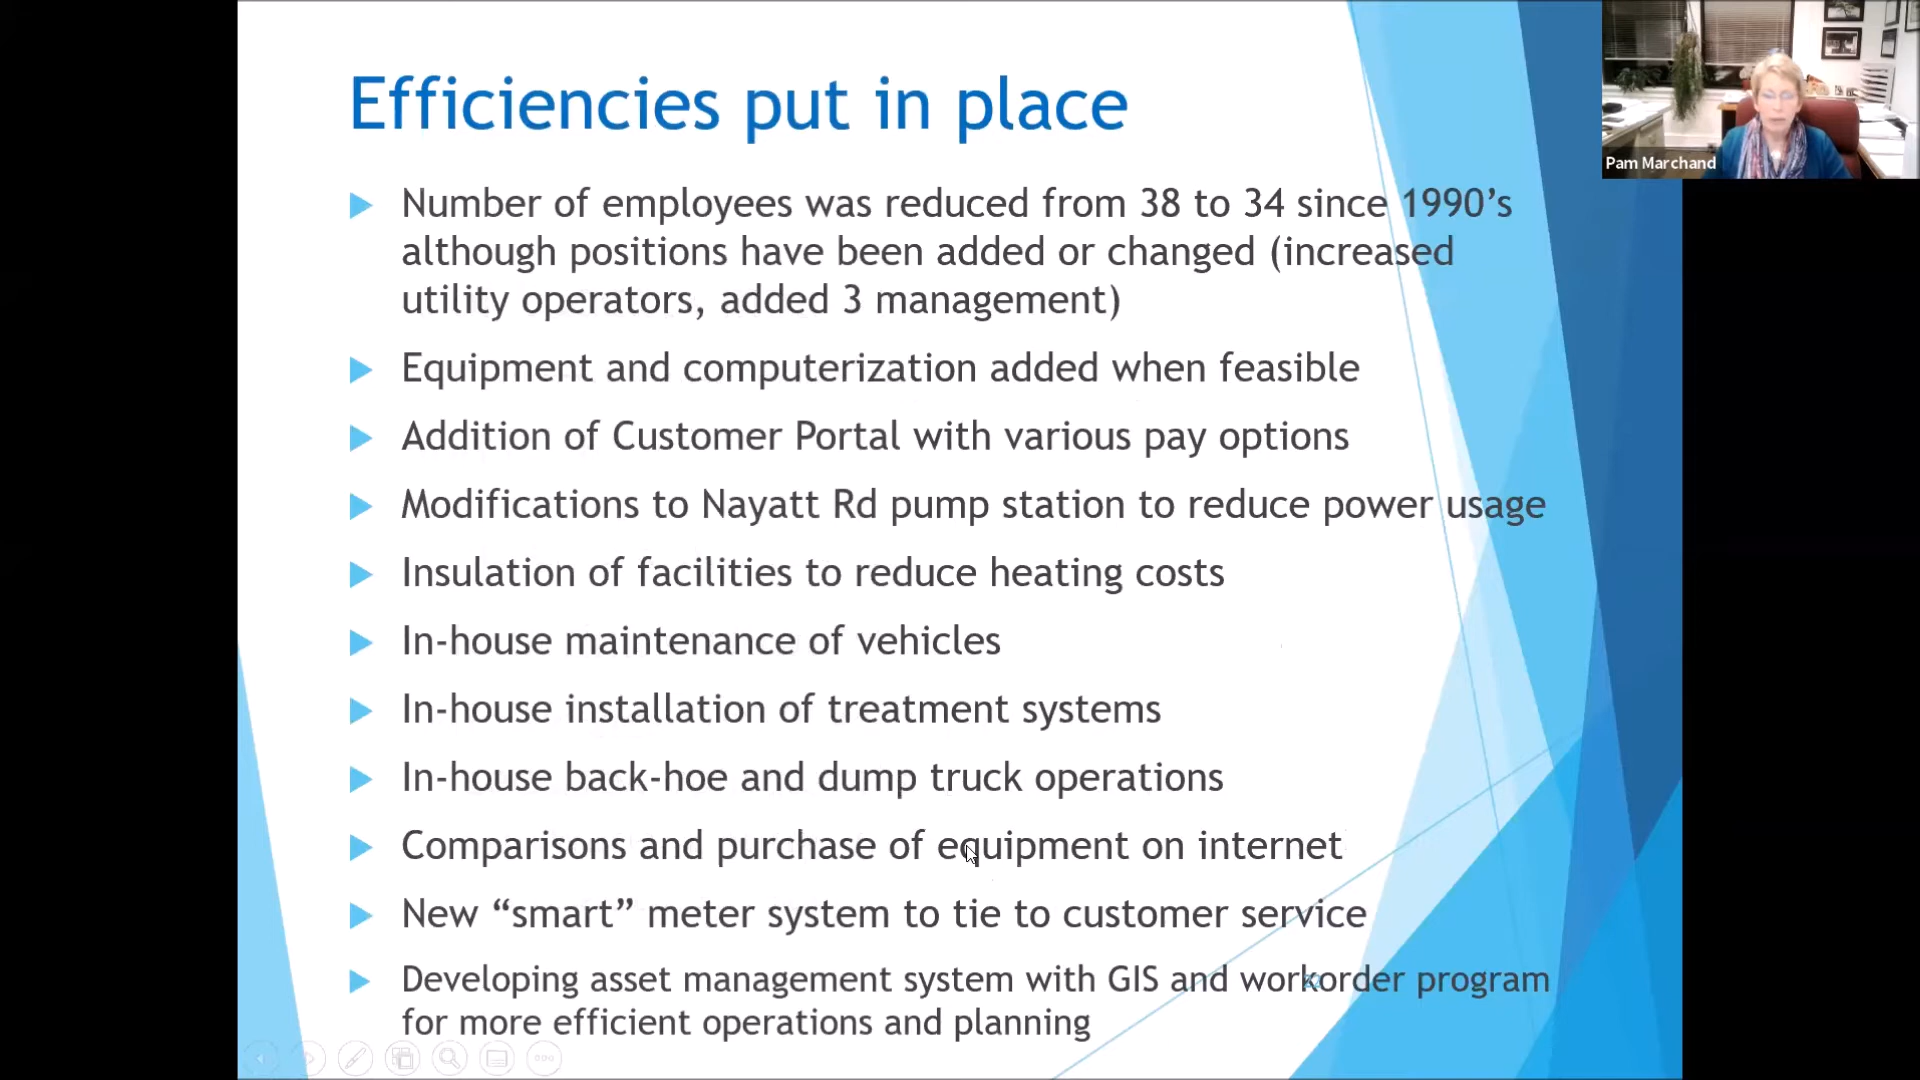 Efficiencies put in place
Pam Marchand
Number of employees was reduced from 38 to 34 since 1990’s
although positions have been added or changed (increased
utility operators, added 3 management)
Equipment and computerization added when feasible
Addition of Customer Portal with various pay options
Modifications to Nayatt Rd pump station to reduce power usage
Insulation of facilities to reduce heating costs
In-house maintenance of vehicles
In-house installation of treatment systems
In-house back-hoe and dump truck operations
Comparisons and purchase of equipment on internet
New “smart” meter system to tie to customer service
Developing asset management system with GIS and workorder program
for more efficient operations and planning